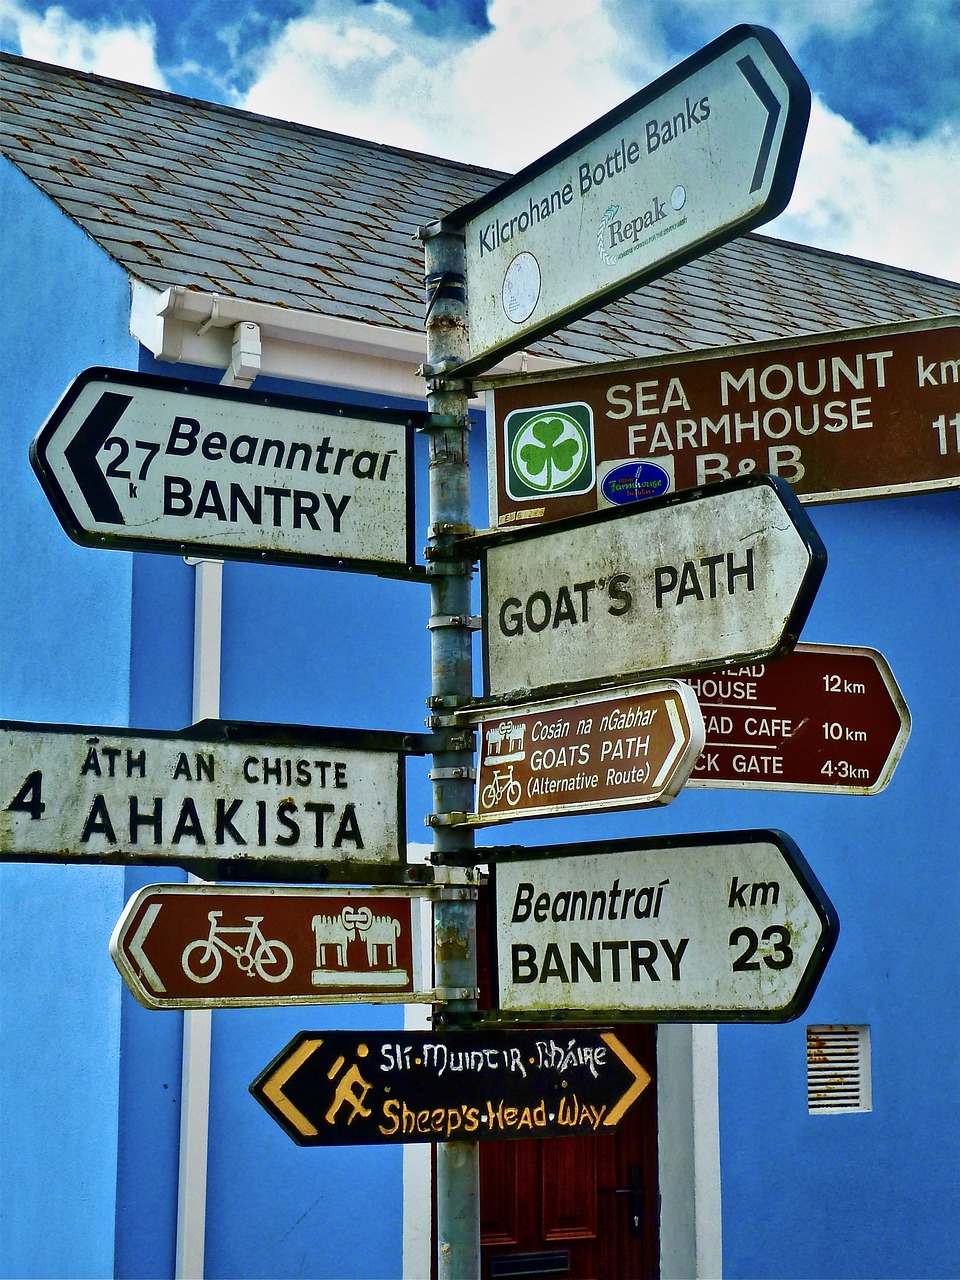 Kilcrohane Bottle Banks
Repak
SEA MOUNT km
FARMHOUSE 11
B&B
Farmhouse
27 Beanntraí
k BANTRY
GOAT'S PATH
HEAD 12km
HOUSE
EAD CAFE 10km
CK GATE 4·3km
Cosán na nGabhar
GOATS PATH
(Alternative Route)
ÁTH AN CHISTE
4 AHAKISTA
Beanntraí km
BANTRY 23
Slí·Muintir·Fháire
Sheep's·Head·Way